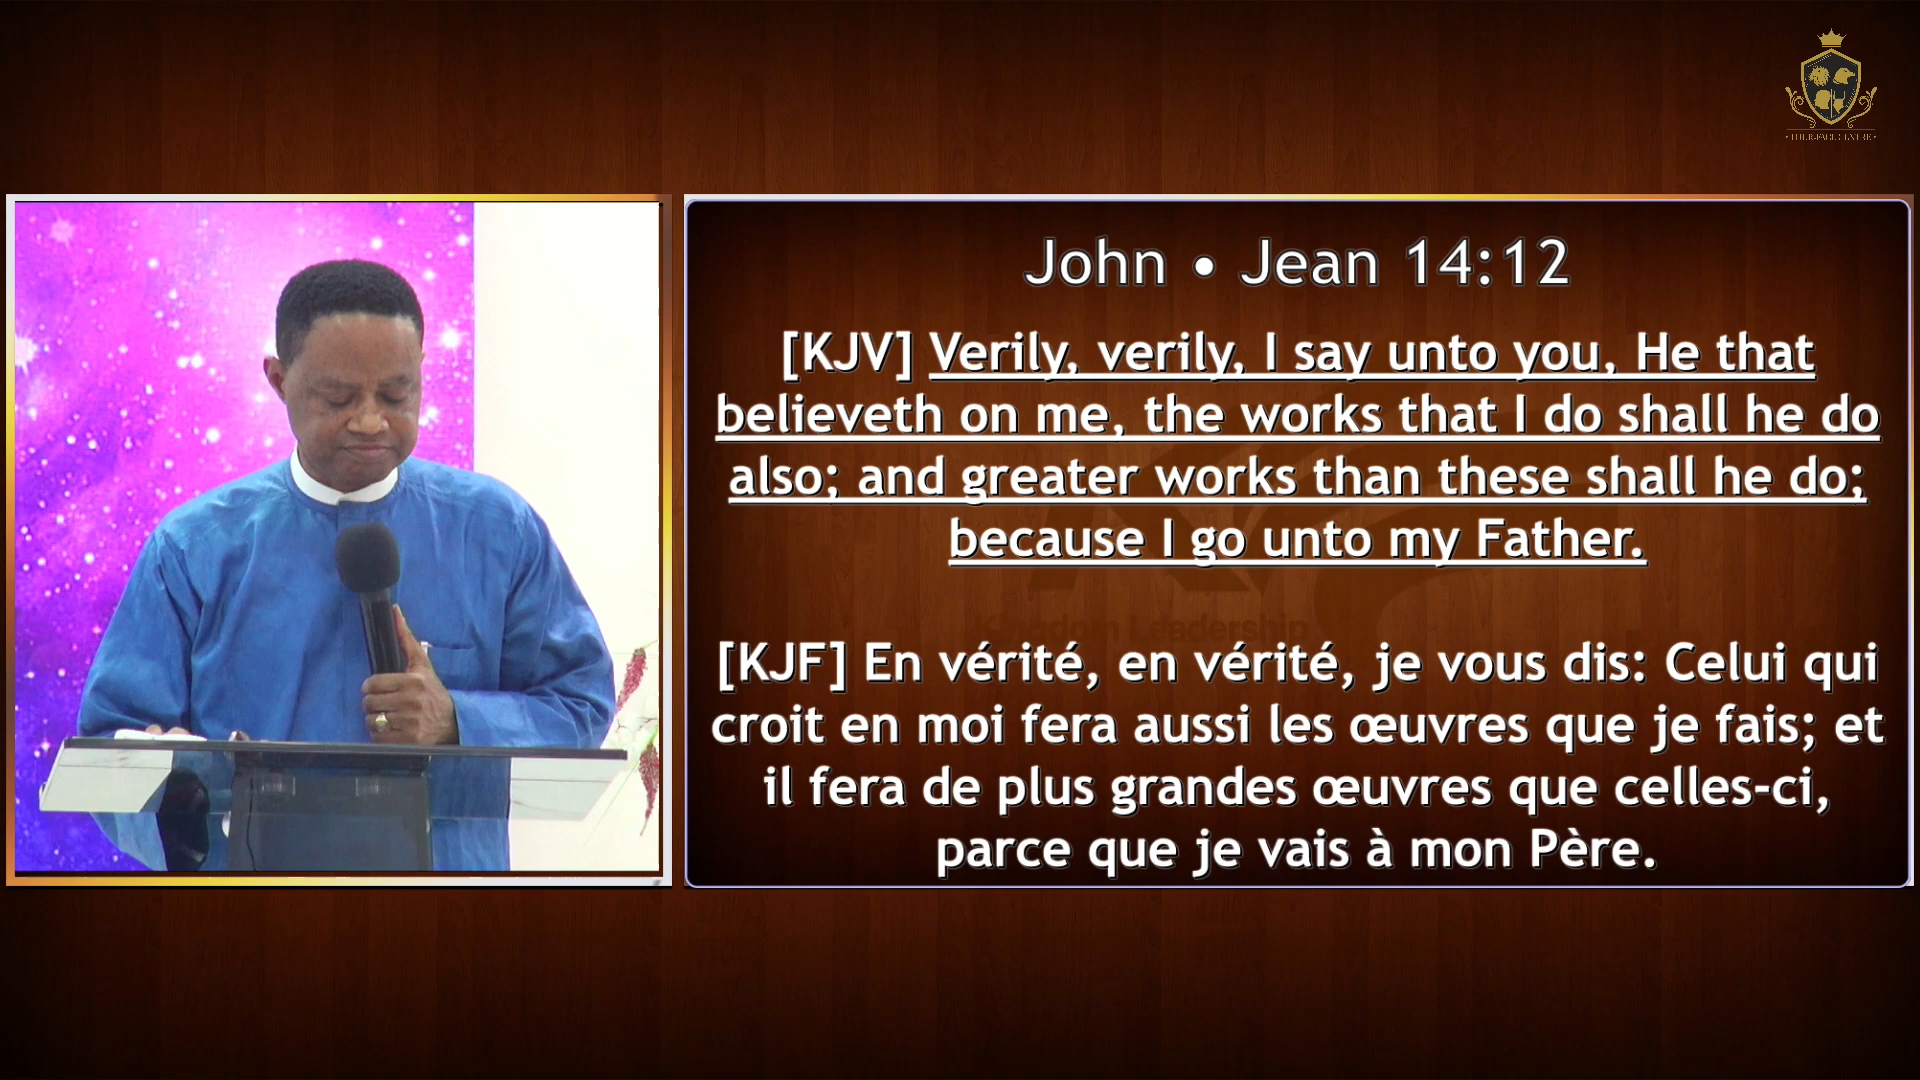 John • Jean 14:12
[KJV] Verily, verily, I say unto you, He that
believeth on me, the works that I do shall he do
also; and greater works than these shall he do;
because I go unto my Father.
Kingdom Leadership
[KJF] En vérité, en vérité, je vous dis: Celui qui
croit en moi fera aussi les œuvres que je fais; et
il fera de plus grandes œuvres que celles-ci,
parce que je vais à mon Père.